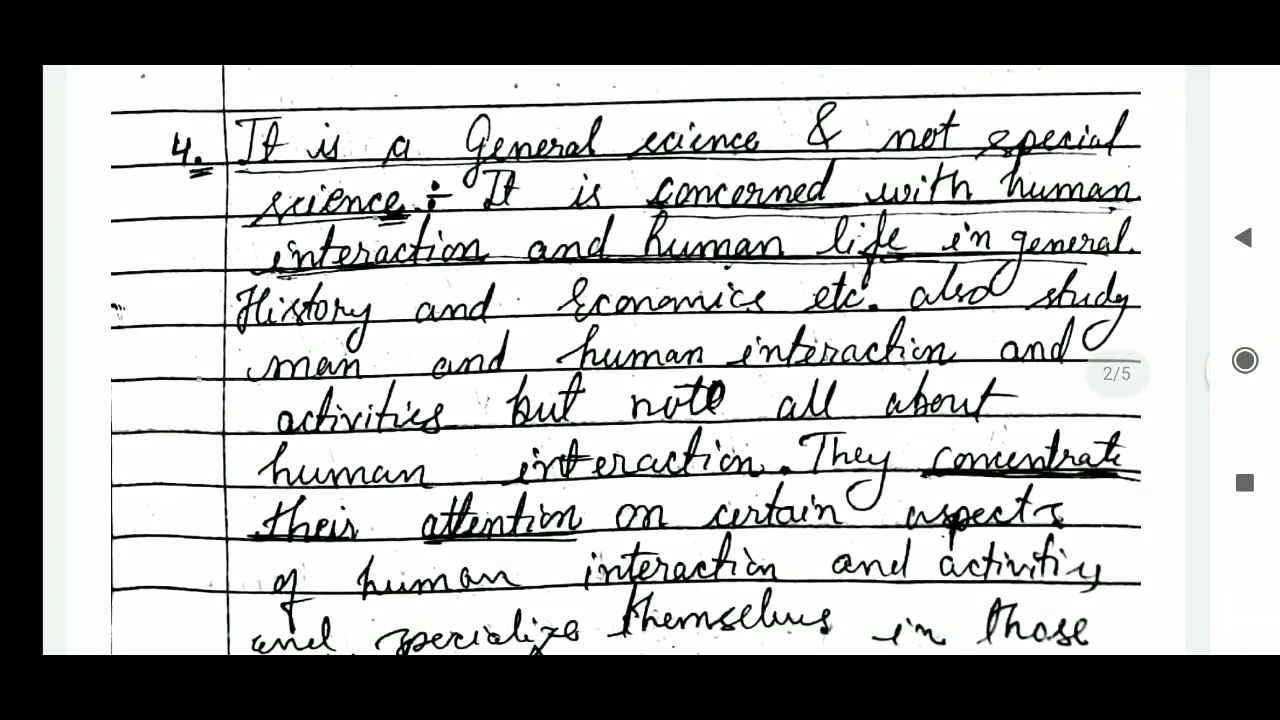 4. It is a General science & not special
science :- It is concerned with human
interaction and human life in general.
History and Economics etc. also study
man and human interaction and
2/5
activities but not all about
human interaction. They concentrate
their attention on certain aspects
of human interaction and activities
and specialize themselves in those